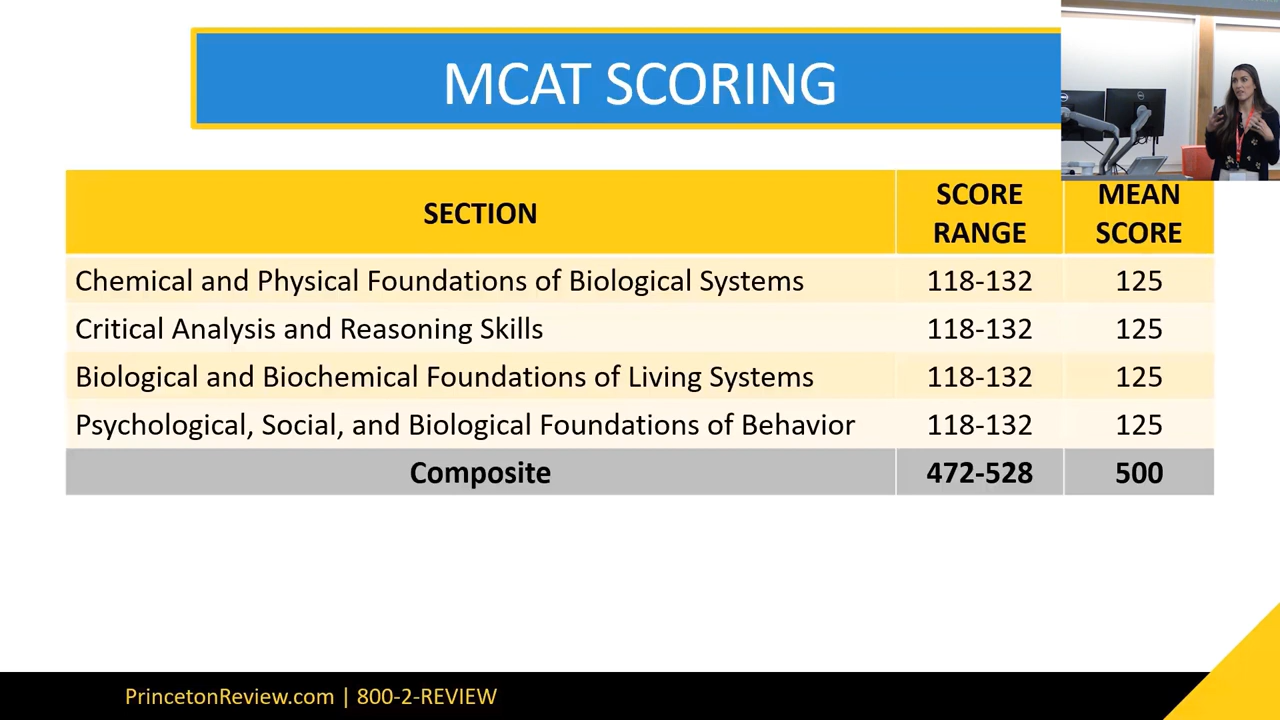 MCAT SCORING
SECTION SCORE RANGE MEAN SCORE
Chemical and Physical Foundations of Biological Systems 118-132 125
Critical Analysis and Reasoning Skills 118-132 125
Biological and Biochemical Foundations of Living Systems 118-132 125
Psychological, Social, and Biological Foundations of Behavior 118-132 125
Composite 472-528 500
PrincetonReview.com | 800-2-REVIEW